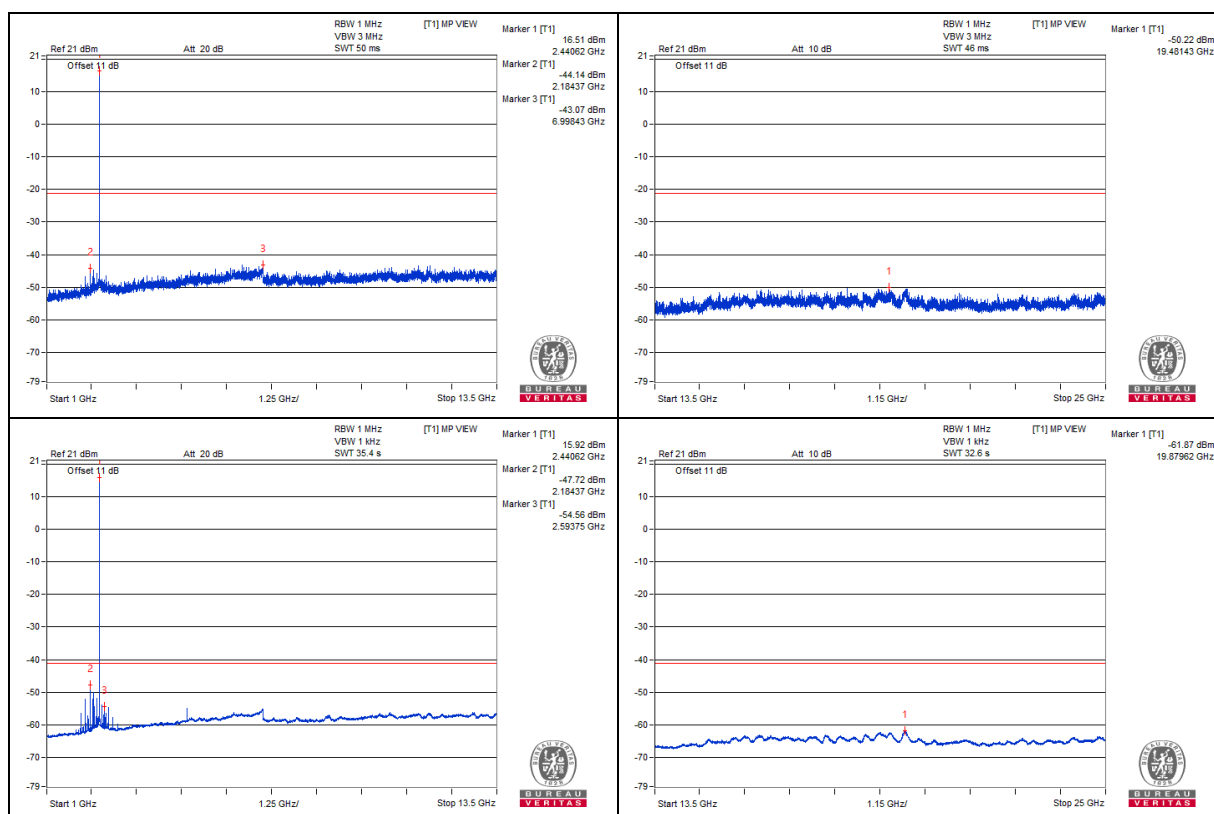 RBW 1 MHz [T1] MP VIEW
VBW 3 MHz
Ref 21 dBm Att 20 dB SWT 50 ms
Marker 1 [T1]
16.51 dBm
2.44062 GHz
Marker 2 [T1]
-44.14 dBm
2.18437 GHz
Marker 3 [T1]
-43.07 dBm
6.99843 GHz
21
Offset 11 dB
1
10
0
-10
-20
-30
-40
2
3
-50
-60
-70
-79
Start 1 GHz 1.25 GHz/ Stop 13.5 GHz
BUREAU VERITAS
1828
BUREAU
VERITAS
RBW 1 MHz [T1] MP VIEW
VBW 3 MHz
Ref 21 dBm Att 10 dB SWT 46 ms
Marker 1 [T1]
-50.22 dBm
19.48143 GHz
21
Offset 11 dB
10
0
-10
-20
-30
-40
1
-50
-60
-70
-79
Start 13.5 GHz 1.15 GHz/ Stop 25 GHz
BUREAU VERITAS
1828
BUREAU
VERITAS
RBW 1 MHz [T1] MP VIEW
VBW 1 kHz
Ref 21 dBm Att 20 dB SWT 35.4 s
Marker 1 [T1]
15.92 dBm
2.44062 GHz
Marker 2 [T1]
-47.72 dBm
2.18437 GHz
Marker 3 [T1]
-54.56 dBm
2.59375 GHz
21
Offset 11 dB
1
10
0
-10
-20
-30
-40
2
3
-50
-60
-70
-79
Start 1 GHz 1.25 GHz/ Stop 13.5 GHz
BUREAU VERITAS
1828
BUREAU
VERITAS
RBW 1 MHz [T1] MP VIEW
VBW 1 kHz
Ref 21 dBm Att 10 dB SWT 32.6 s
Marker 1 [T1]
-61.87 dBm
19.87962 GHz
21
Offset 11 dB
10
0
-10
-20
-30
-40
-50
1
-60
-70
-79
Start 13.5 GHz 1.15 GHz/ Stop 25 GHz
BUREAU VERITAS
1828
BUREAU
VERITAS